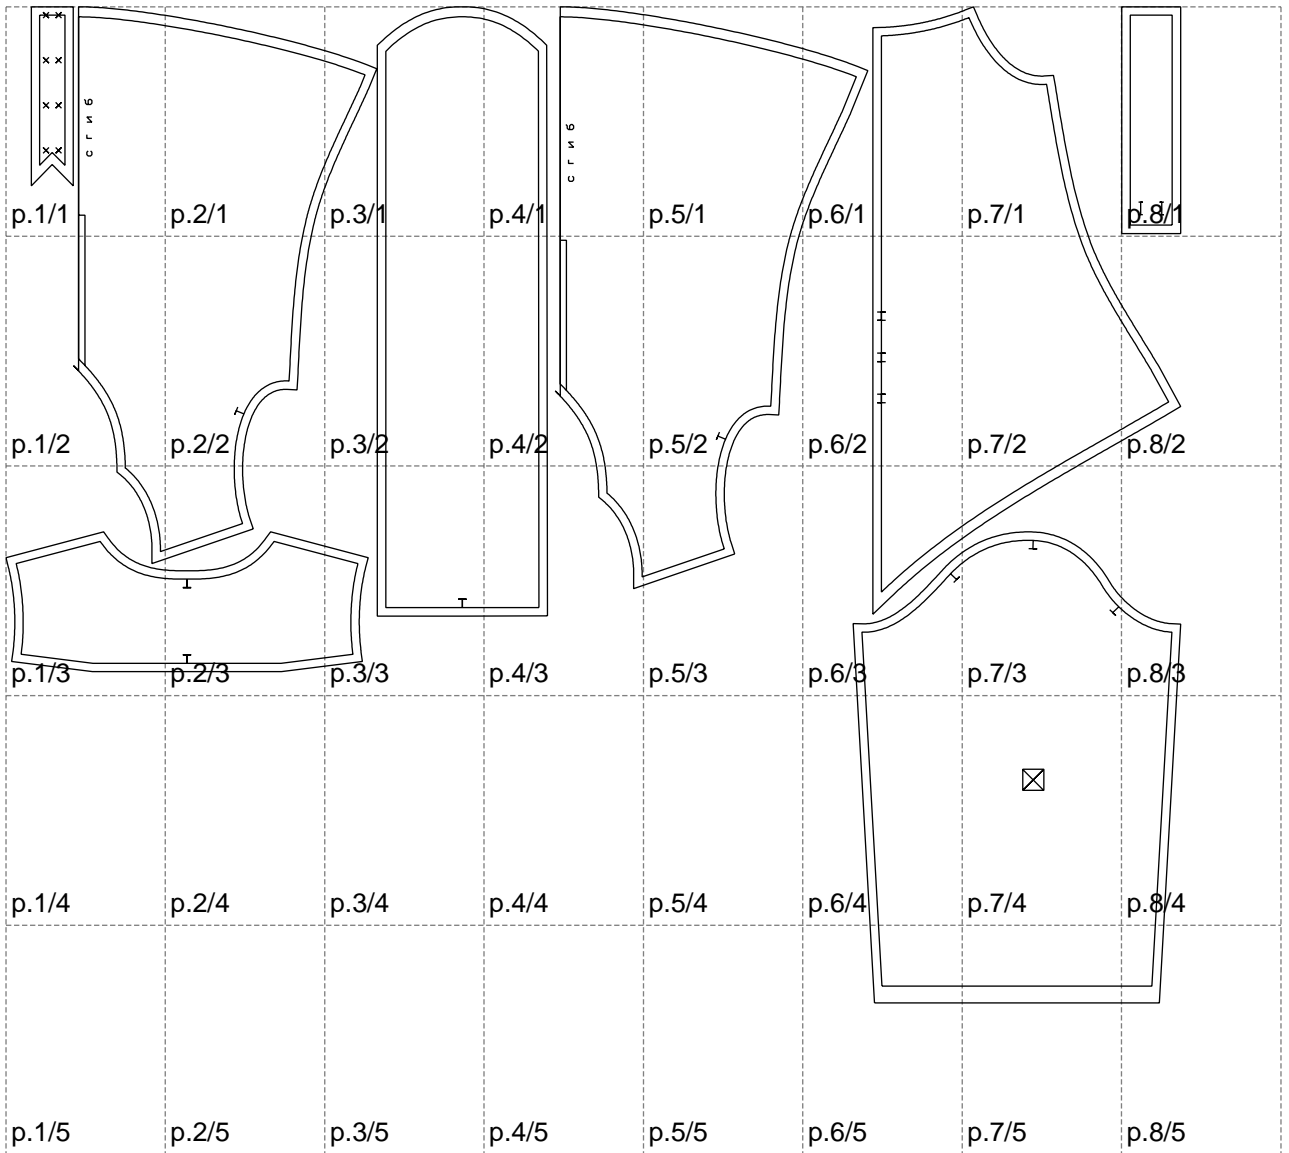 сгиб
сгиб
p.1/1 p.2/1 p.3/1 p.4/1 p.5/1 p.6/1 p.7/1 p.8/1
p.1/2 p.2/2 p.3/2 p.4/2 p.5/2 p.6/2 p.7/2 p.8/2
p.1/3 p.2/3 p.3/3 p.4/3 p.5/3 p.6/3 p.7/3 p.8/3
p.1/4 p.2/4 p.3/4 p.4/4 p.5/4 p.6/4 p.7/4 p.8/4
p.1/5 p.2/5 p.3/5 p.4/5 p.5/5 p.6/5 p.7/5 p.8/5